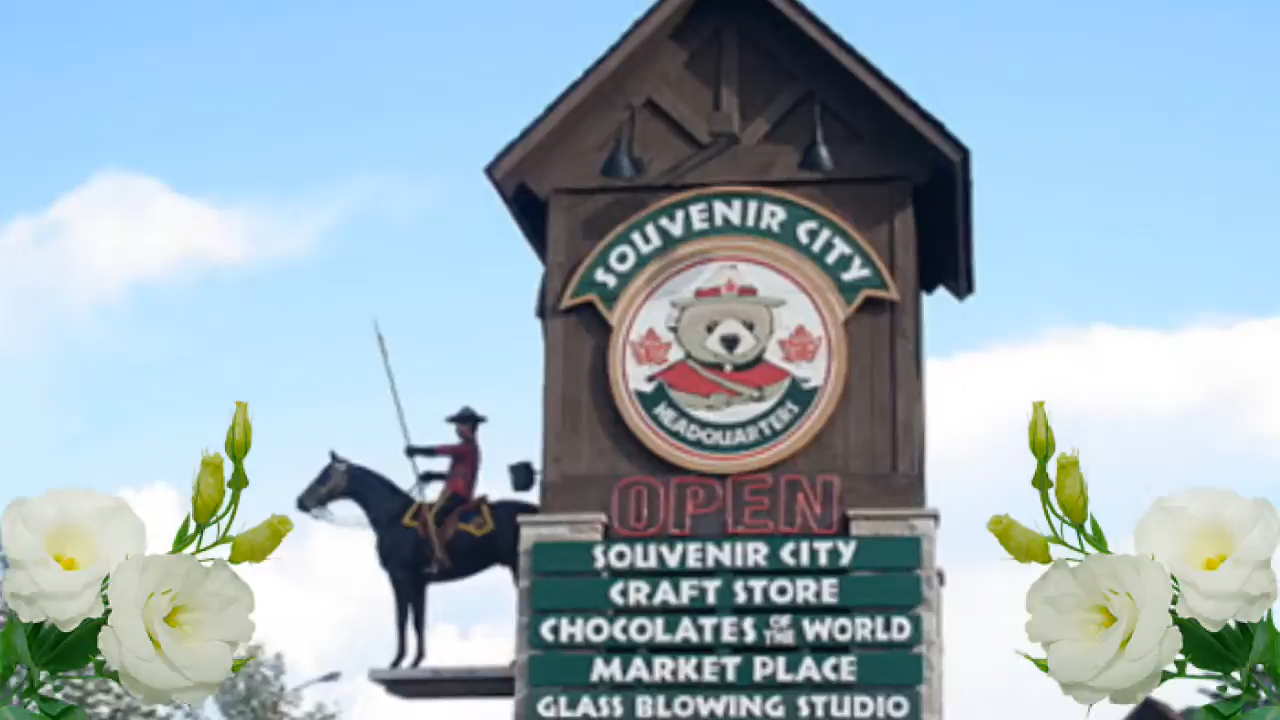 SOUVENIR CITY
HEADQUARTERS
OPEN
SOUVENIR CITY
CRAFT STORE
CHOCOLATES OF THE WORLD
MARKET PLACE
GLASS BLOWING STUDIO